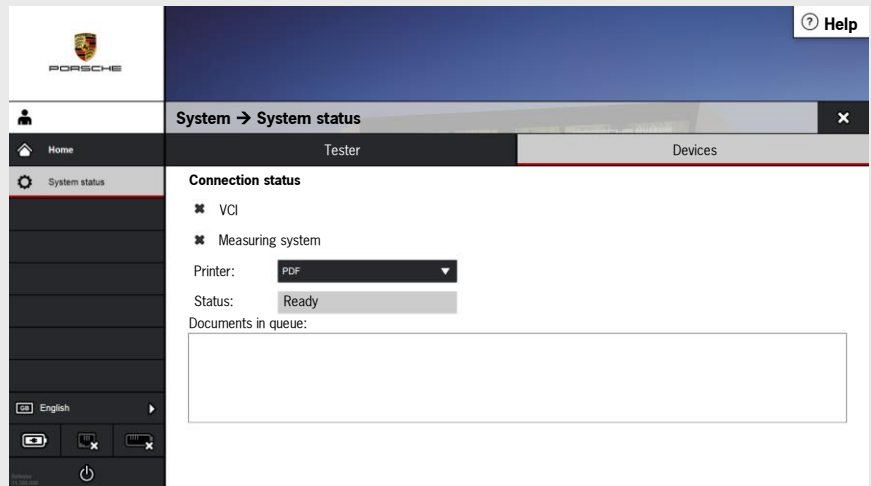 Help
PORSCHE
System → System status
Home
Tester
Devices
System status
Connection status
VCI
Measuring system
Printer: PDF
Status: Ready
Documents in queue:
GB English